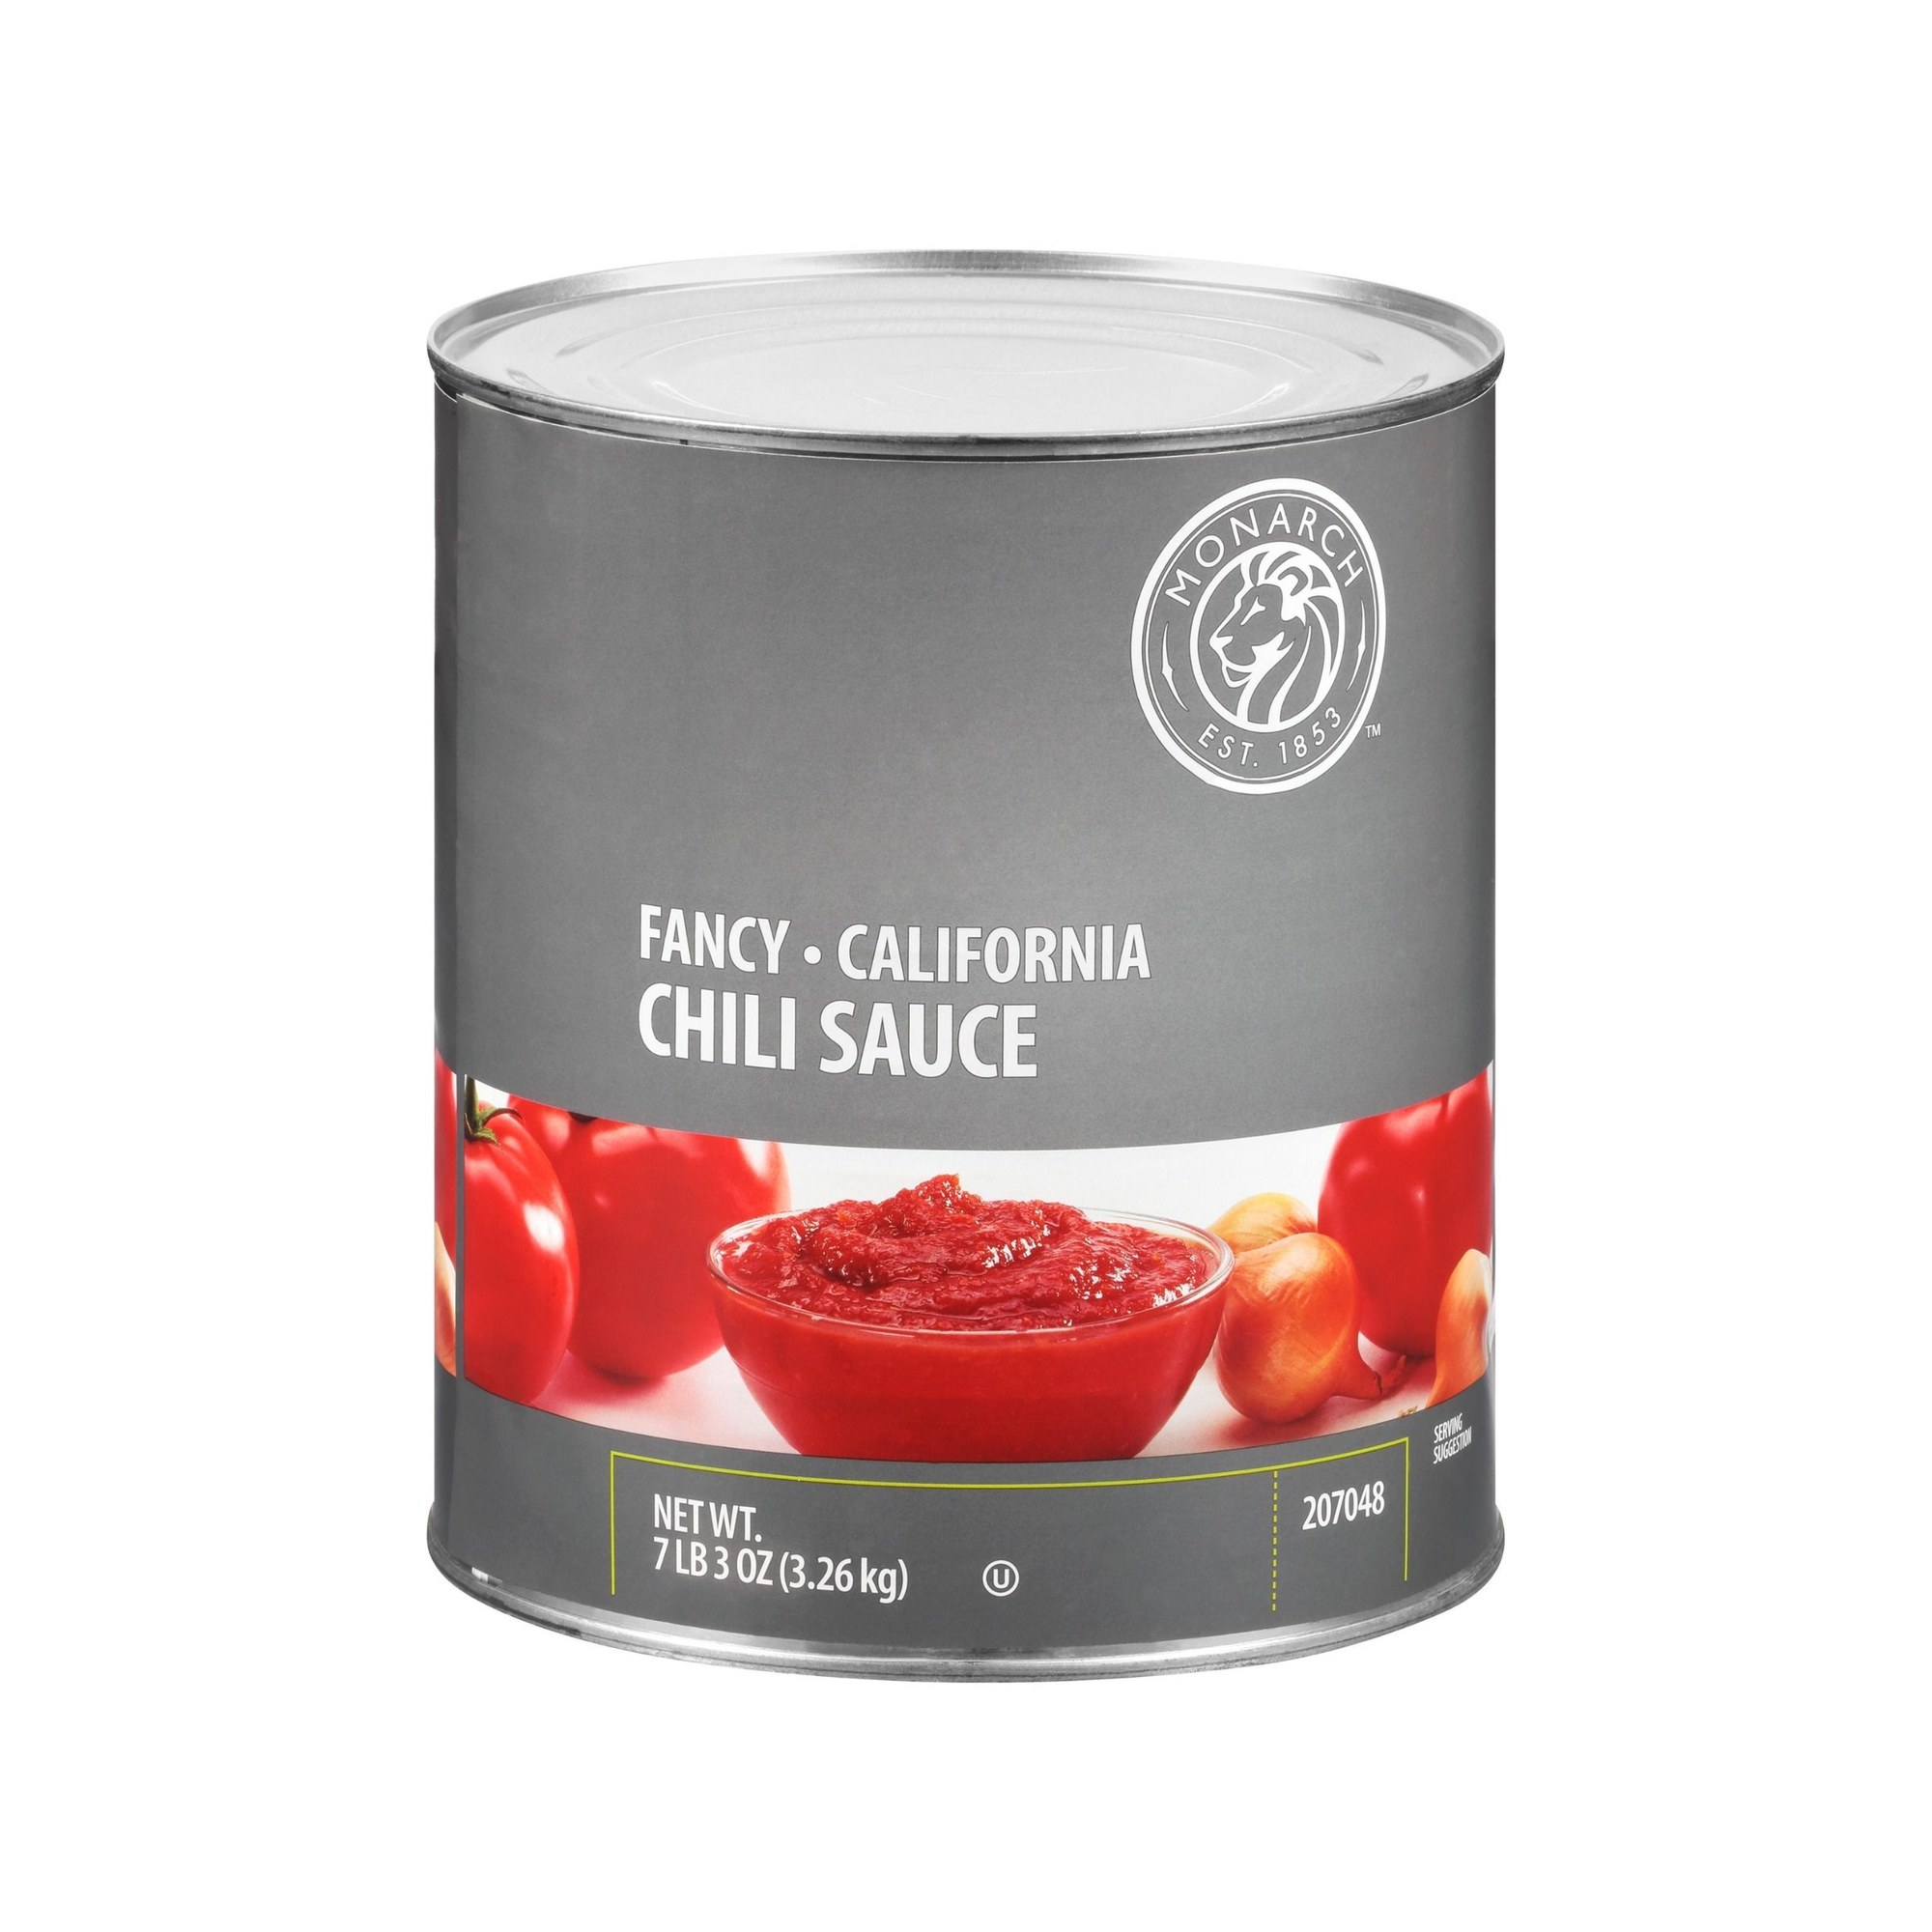 MONARCH
EST. 1853
TM
FANCY • CALIFORNIA
CHILI SAUCE
SERVING
SUGGESTION
NET WT.
7 LB 3 OZ (3.26 kg)
U
207048